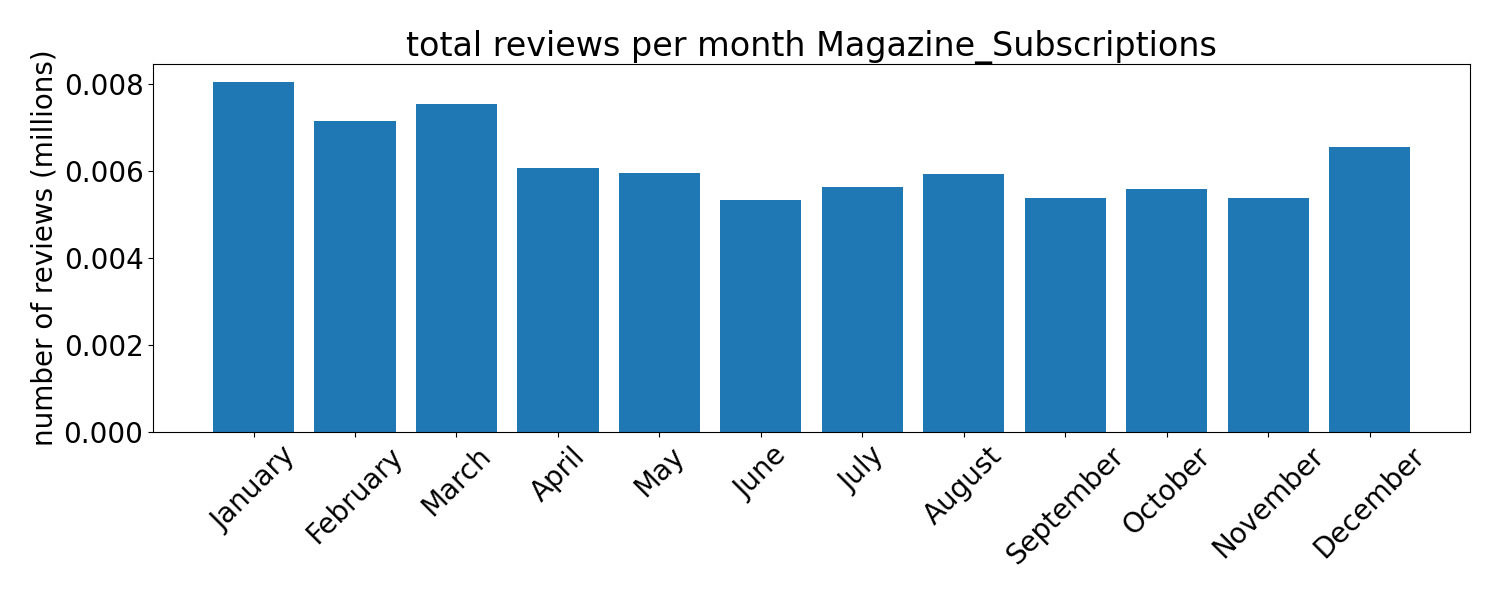 total reviews per month Magazine_Subscriptions
number of reviews (millions)
0.008
0.006
0.004
0.002
0.000
January
February
March
April
May
June
July
August
September
October
November
December